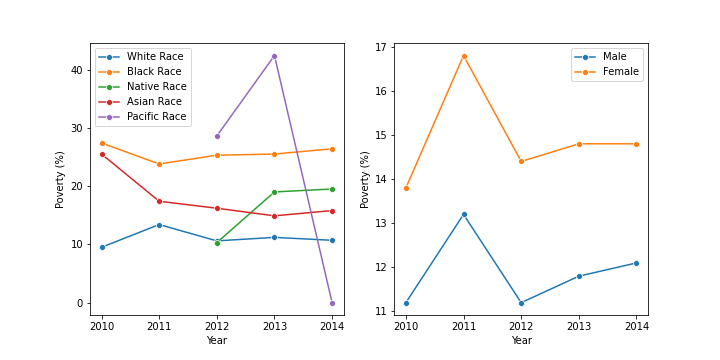 White Race
Black Race
Native Race
Asian Race
Pacific Race
Poverty (%)
40
30
20
10
0
2010 2011 2012 2013 2014
Year
Male
Female
Poverty (%)
17
16
15
14
13
12
11
2010 2011 2012 2013 2014
Year